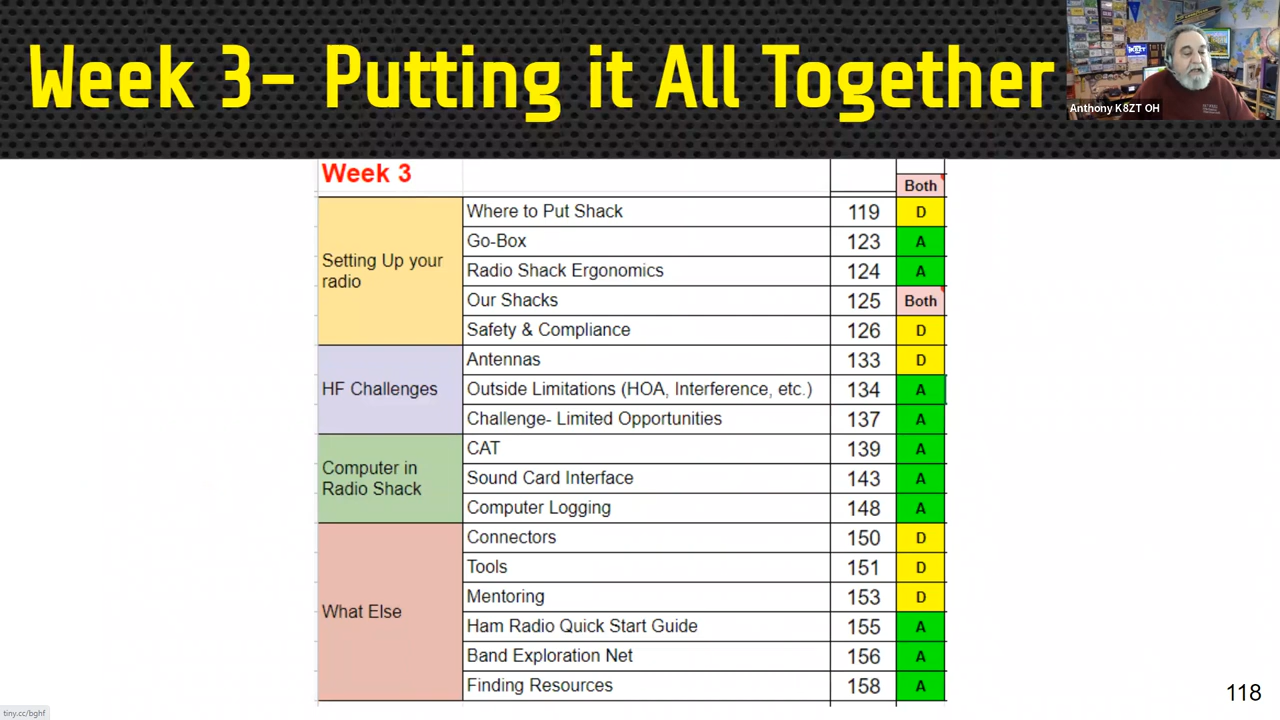 Week 3- Putting it All Together
Anthony K8ZT OH
Week 3
Both
Where to Put Shack 119 D
Go-Box 123 A
Setting Up your
radio
Radio Shack Ergonomics 124 A
Our Shacks 125 Both
Safety & Compliance 126 D
Antennas 133 D
HF Challenges
Outside Limitations (HOA, Interference, etc.) 134 A
Challenge- Limited Opportunities 137 A
CAT 139 A
Computer in
Radio Shack
Sound Card Interface 143 A
Computer Logging 148 A
Connectors 150 D
Tools 151 D
Mentoring 153 D
What Else
Ham Radio Quick Start Guide 155 A
Band Exploration Net 156 A
Finding Resources 158 A
118
tiny.cc/bghf